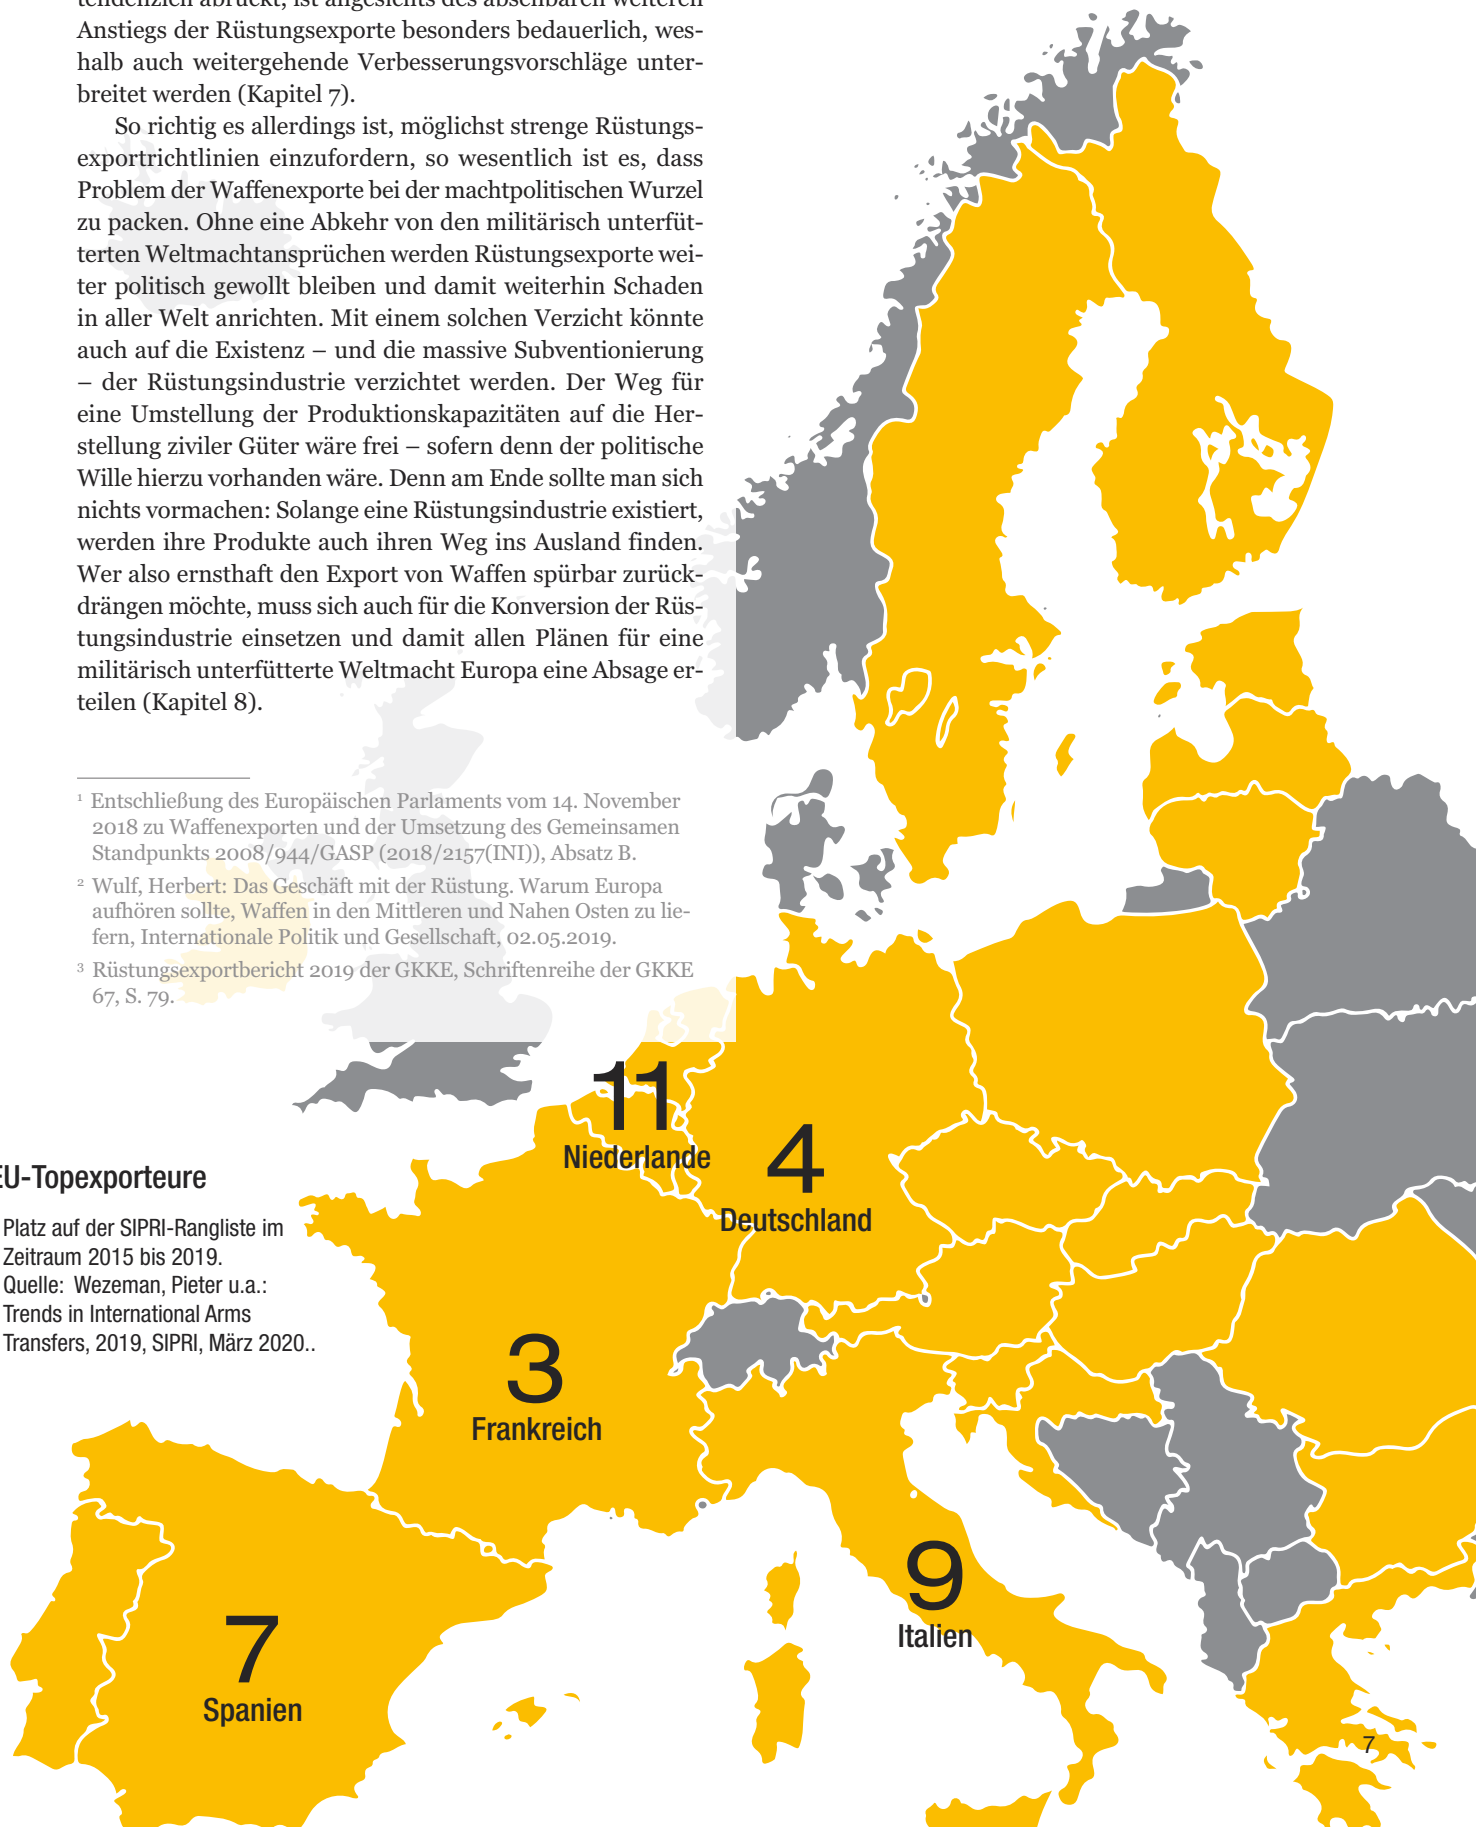 tendenziell abrückt, ist angesichts des absehbaren weiteren
Anstiegs der Rüstungsexporte besonders bedauerlich, wes-
halb auch weitergehende Verbesserungsvorschläge unter-
breitet werden (Kapitel 7).
So richtig es allerdings ist, möglichst strenge Rüstungs-
exportrichtlinien einzufordern, so wesentlich ist es, dass
Problem der Waffenexporte bei der machtpolitischen Wurzel
zu packen. Ohne eine Abkehr von den militärisch unterfüt-
terten Weltmachtansprüchen werden Rüstungsexporte wei-
ter politisch gewollt bleiben und damit weiterhin Schaden
in aller Welt anrichten. Mit einem solchen Verzicht könnte
auch auf die Existenz – und die massive Subventionierung
– der Rüstungsindustrie verzichtet werden. Der Weg für
eine Umstellung der Produktionskapazitäten auf die Her-
stellung ziviler Güter wäre frei – sofern denn der politische
Wille hierzu vorhanden wäre. Denn am Ende sollte man sich
nichts vormachen: Solange eine Rüstungsindustrie existiert,
werden ihre Produkte auch ihren Weg ins Ausland finden.
Wer also ernsthaft den Export von Waffen spürbar zurück-
drängen möchte, muss sich auch für die Konversion der Rüs-
tungsindustrie einsetzen und damit allen Plänen für eine
militärisch unterfütterte Weltmacht Europa eine Absage er-
teilen (Kapitel 8).
1 Entschließung des Europäischen Parlaments vom 14. November
2018 zu Waffenexporten und der Umsetzung des Gemeinsamen
Standpunkts 2008/944/GASP (2018/2157(INI)), Absatz B.
2 Wulf, Herbert: Das Geschäft mit der Rüstung. Warum Europa
aufhören sollte, Waffen in den Mittleren und Nahen Osten zu lie-
fern, Internationale Politik und Gesellschaft, 02.05.2019.
3 Rüstungsexportbericht 2019 der GKKE, Schriftenreihe der GKKE
67, S. 79.
EU-Topexporteure
Platz auf der SIPRI-Rangliste im
Zeitraum 2015 bis 2019.
Quelle: Wezeman, Pieter u.a.:
Trends in International Arms
Transfers, 2019, SIPRI, März 2020..
11
Niederlande
4
Deutschland
3
Frankreich
9
Italien
7
Spanien
7